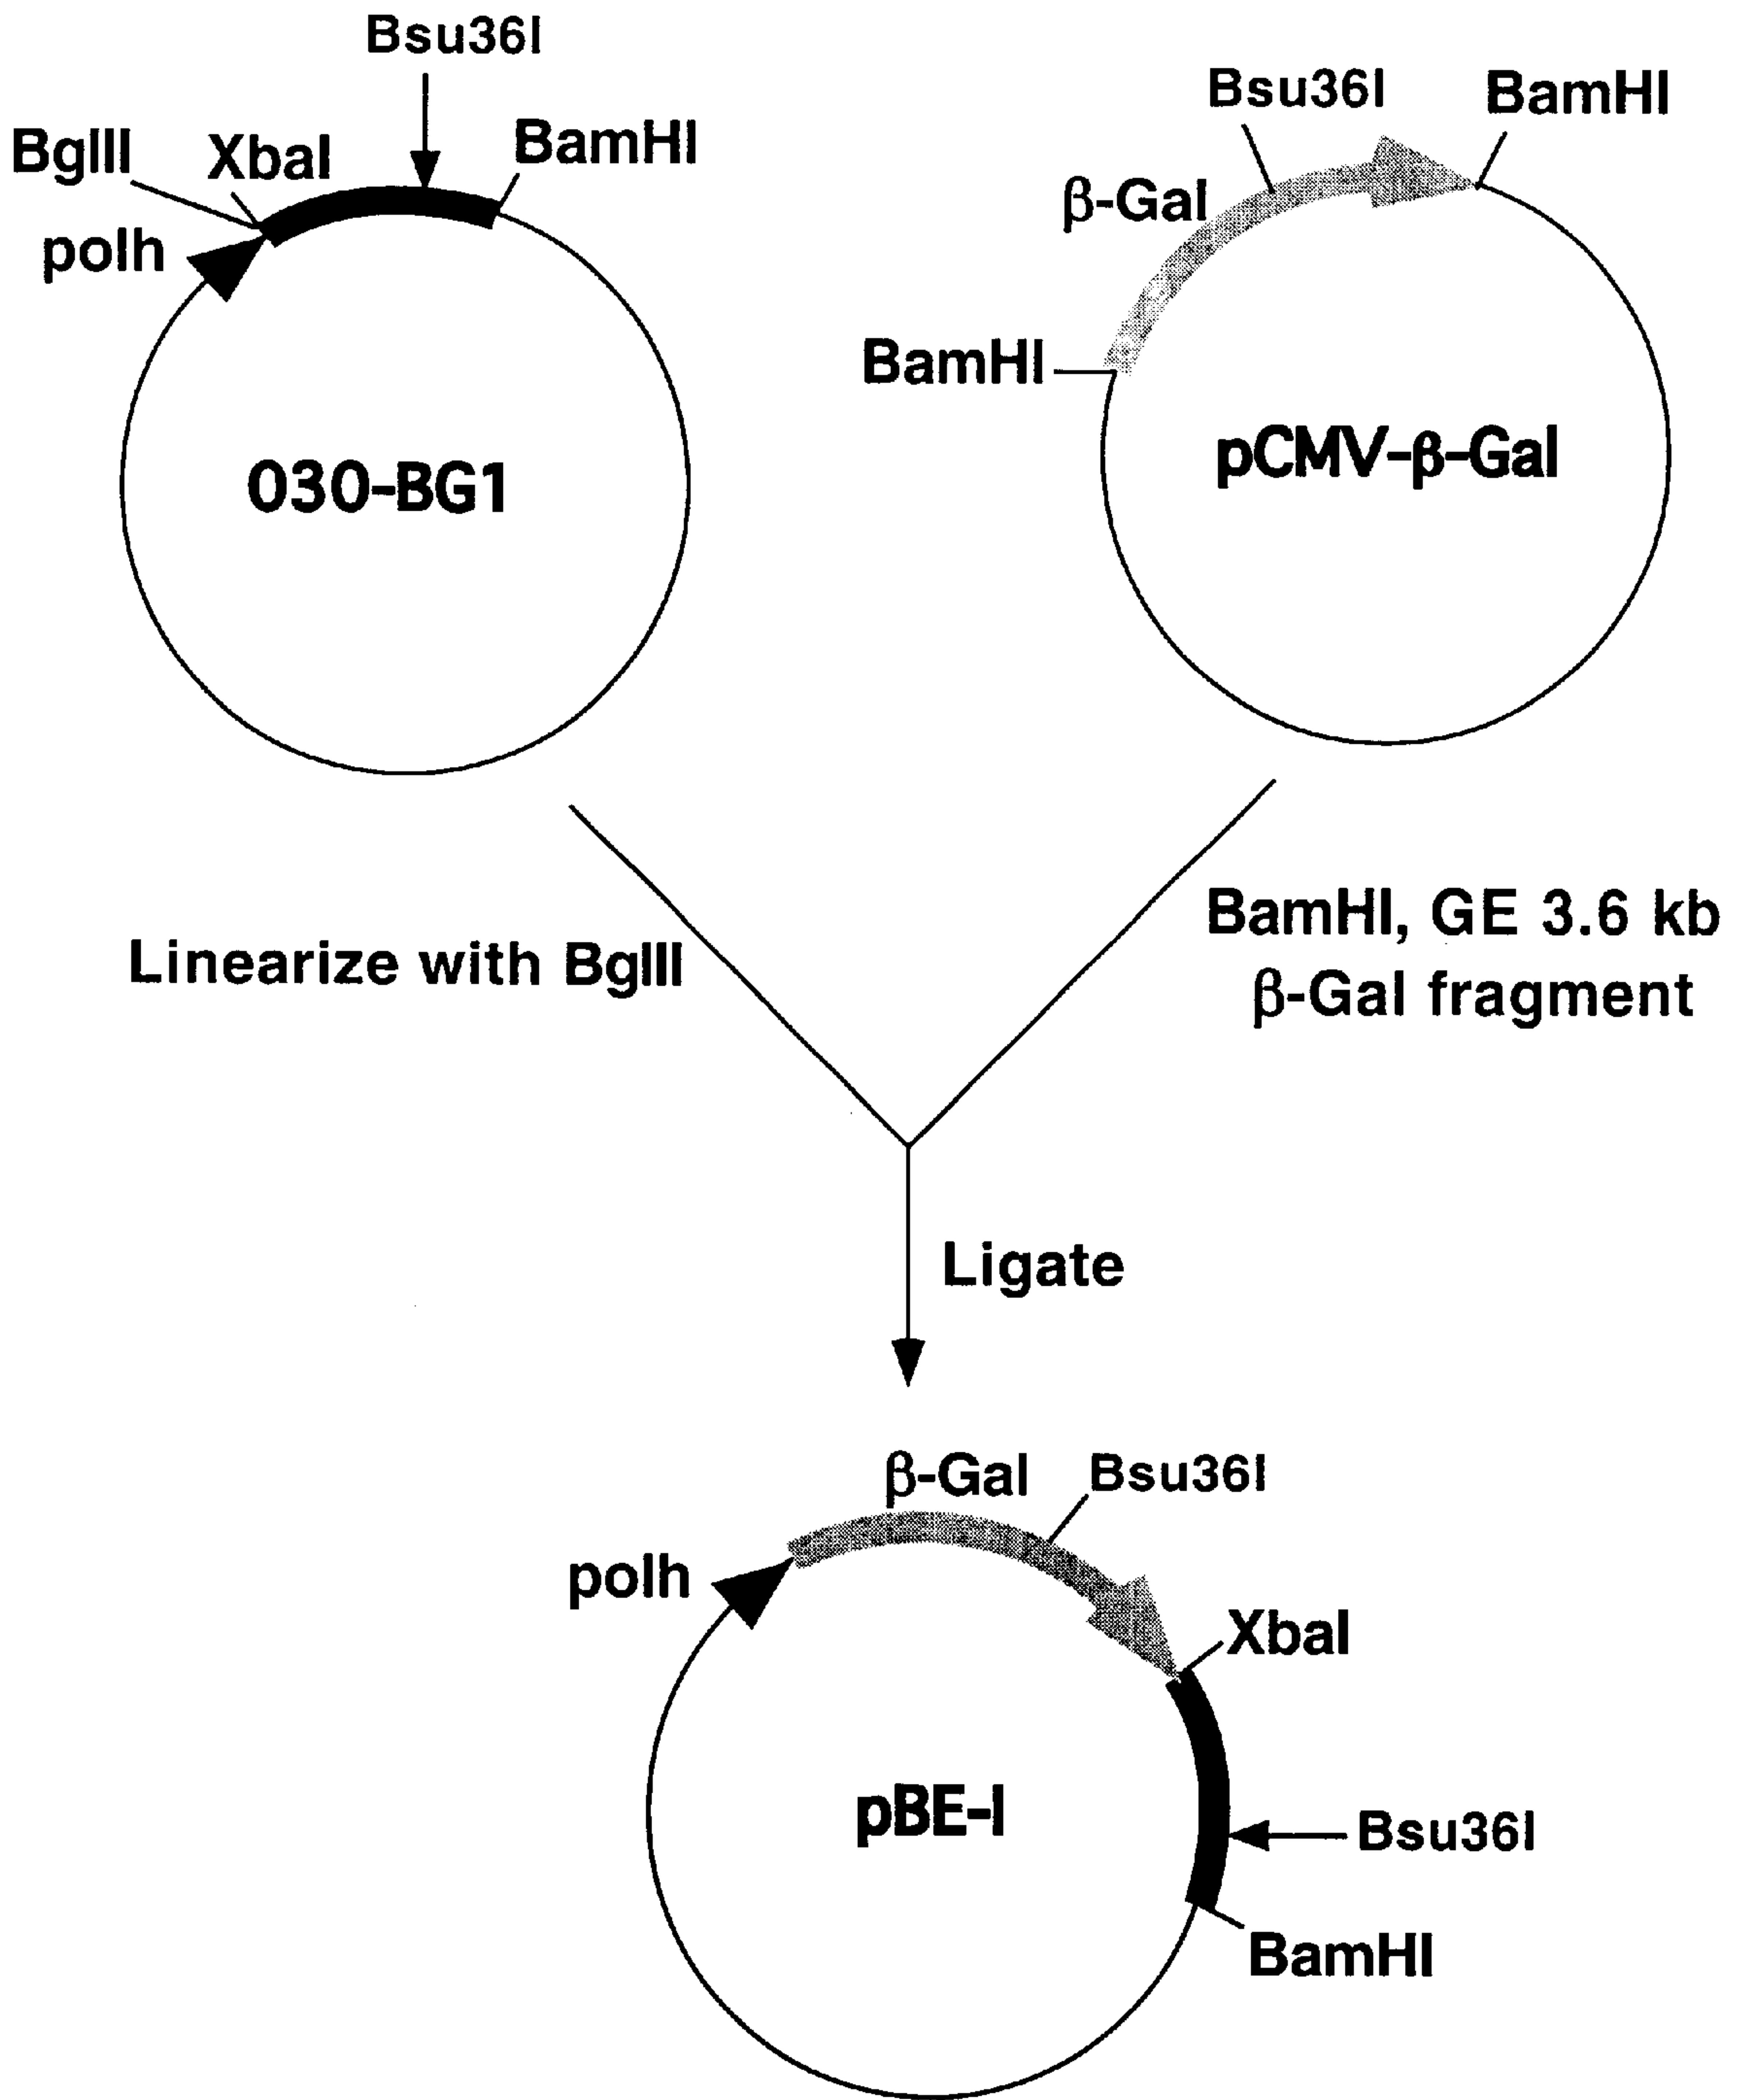 Bsu36I
BglII
XbaI
BamHI
polh
030-BG1
Bsu36I
BamHI
β-Gal
BamHI
pCMV-β-Gal
Linearize with BglII
BamHI, GE 3.6 kb
β-Gal fragment
Ligate
β-Gal
Bsu36I
polh
XbaI
pBE-I
Bsu36I
BamHI